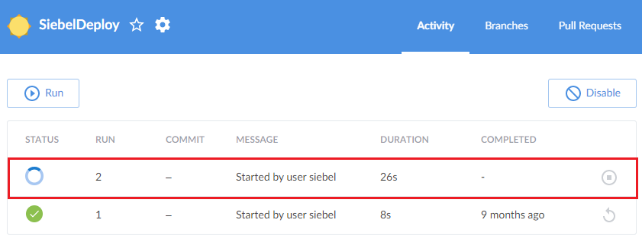 SiebelDeploy Activity Branches Pull Requests
Run Disable
STATUS RUN COMMIT MESSAGE DURATION COMPLETED
2 – Started by user siebel 26s -
1 – Started by user siebel 8s 9 months ago